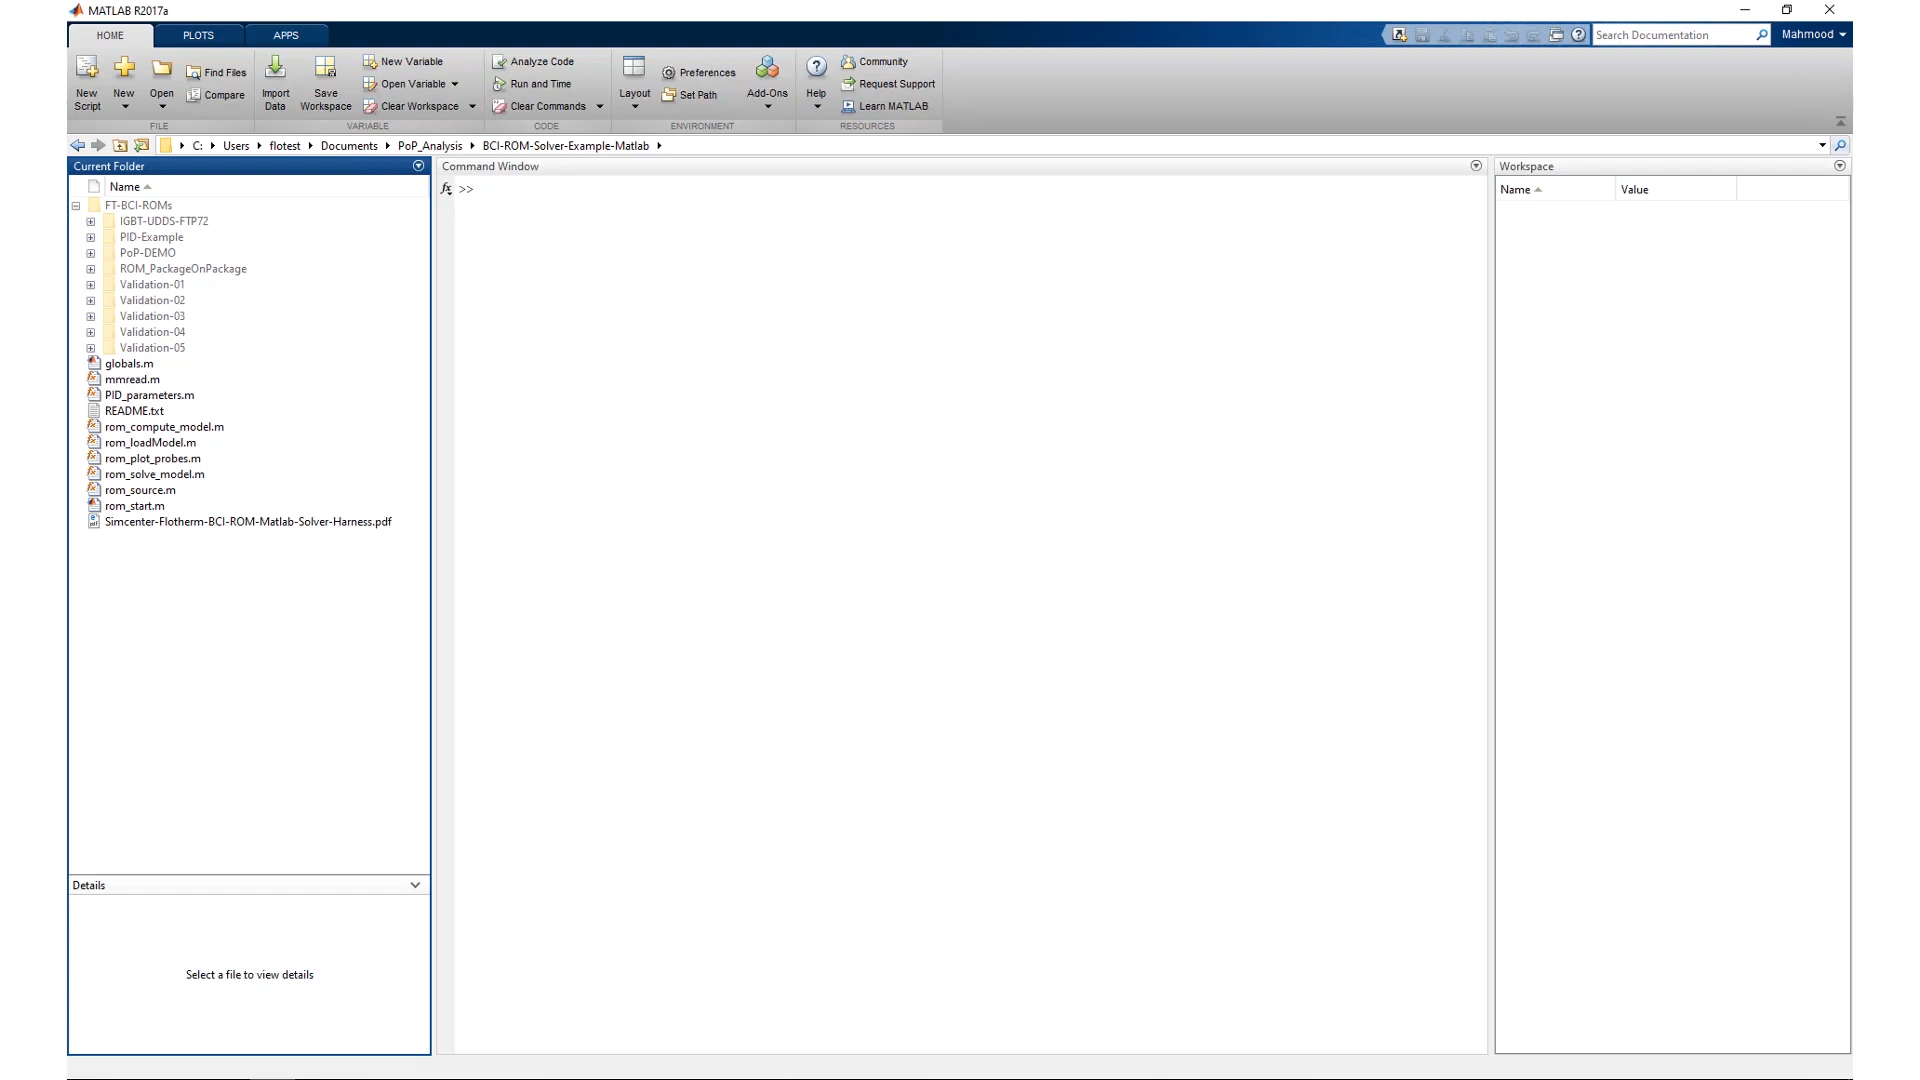 MATLAB R2017a
HOME
PLOTS
APPS
Search Documentation
Mahmood
New Script
New
Open
Find Files
Compare
FILE
Import Data
Save Workspace
New Variable
Open Variable
Clear Workspace
VARIABLE
Analyze Code
Run and Time
Clear Commands
CODE
Layout
Preferences
Set Path
Add-Ons
ENVIRONMENT
Help
Community
Request Support
Learn MATLAB
RESOURCES
C: Users flotest Documents PoP_Analysis BCI-ROM-Solver-Example-Matlab
Current Folder
Name
FT-BCI-ROMs
IGBT-UDDS-FTP72
PID-Example
PoP-DEMO
ROM_PackageOnPackage
Validation-01
Validation-02
Validation-03
Validation-04
Validation-05
globals.m
mmread.m
PID_parameters.m
README.txt
rom_compute_model.m
rom_loadModel.m
rom_plot_probes.m
rom_solve_model.m
rom_source.m
rom_start.m
Simcenter-Flotherm-BCI-ROM-Matlab-Solver-Harness.pdf
Details
Select a file to view details
Command Window
fx >>
Workspace
Name
Value